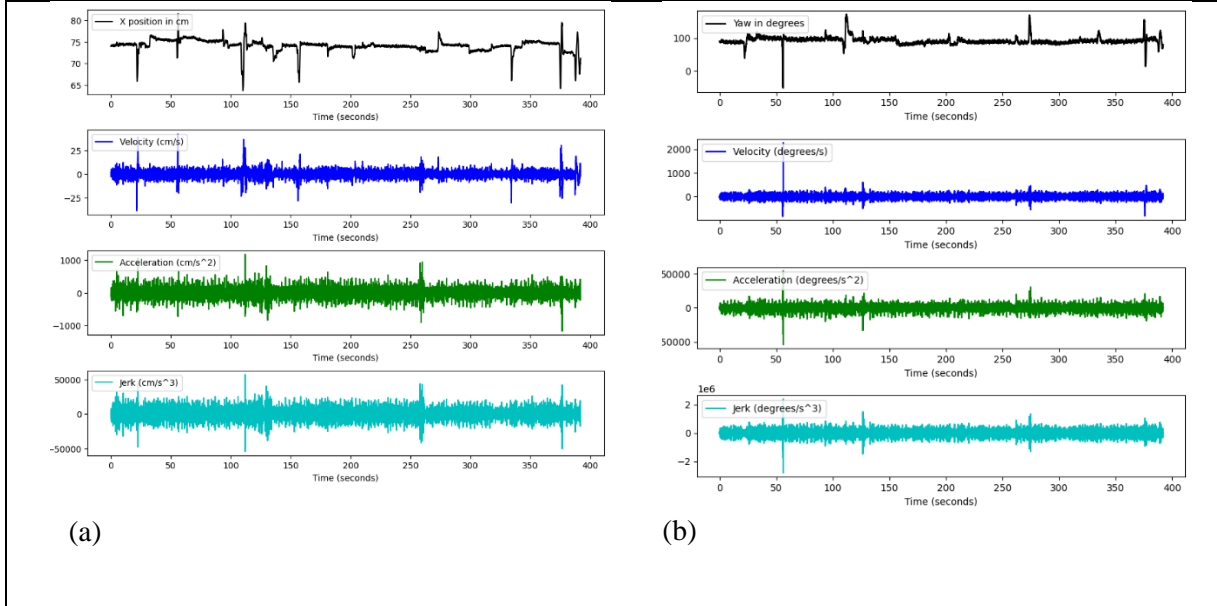 X position in cm
80
75
70
65
0 50 100 150 200 250 300 350 400
Time (seconds)
Velocity (cm/s)
25
0
−25
0 50 100 150 200 250 300 350 400
Time (seconds)
Acceleration (cm/s^2)
1000
0
−1000
0 50 100 150 200 250 300 350 400
Time (seconds)
Jerk (cm/s^3)
50000
0
−50000
0 50 100 150 200 250 300 350 400
Time (seconds)
(a)
Yaw in degrees
100
0
0 50 100 150 200 250 300 350 400
Time (seconds)
Velocity (degrees/s)
2000
1000
0
0 50 100 150 200 250 300 350 400
Time (seconds)
Acceleration (degrees/s^2)
50000
0
50000
0 50 100 150 200 250 300 350 400
Time (seconds)
1e6
Jerk (degrees/s^3)
2
0
−2
0 50 100 150 200 250 300 350 400
Time (seconds)
(b)